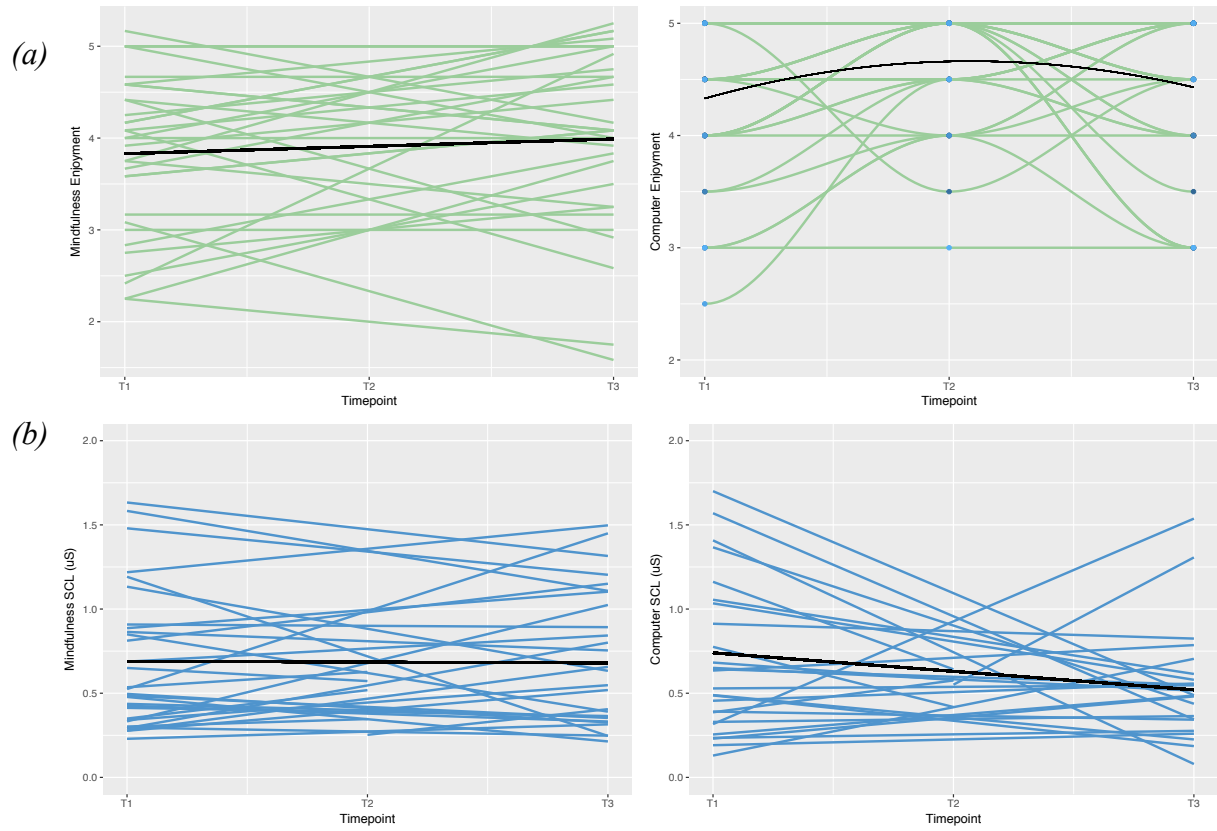 (a)
Mindfulness Enjoyment
5
4
3
2
T1
T2
T3
Timepoint
Computer Enjoyment
5
4
3
2
T1
T2
T3
Timepoint
(b)
Mindfulness SCL (uS)
2.0
1.5
1.0
0.5
0.0
T1
T2
T3
Timepoint
Computer SCL (uS)
2.0
1.5
1.0
0.5
0.0
T1
T2
T3
Timepoint